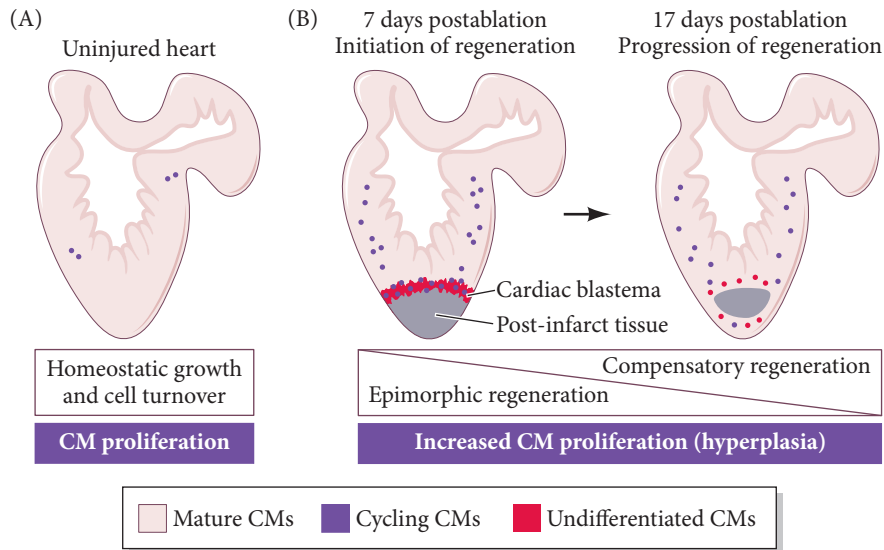 (A)
Uninjured heart
Homeostatic growth
and cell turnover
CM proliferation
(B)
7 days postablation
Initiation of regeneration
17 days postablation
Progression of regeneration
Cardiac blastema
Post-infarct tissue
Compensatory regeneration
Epimorphic regeneration
Increased CM proliferation (hyperplasia)
Mature CMs
Cycling CMs
Undifferentiated CMs